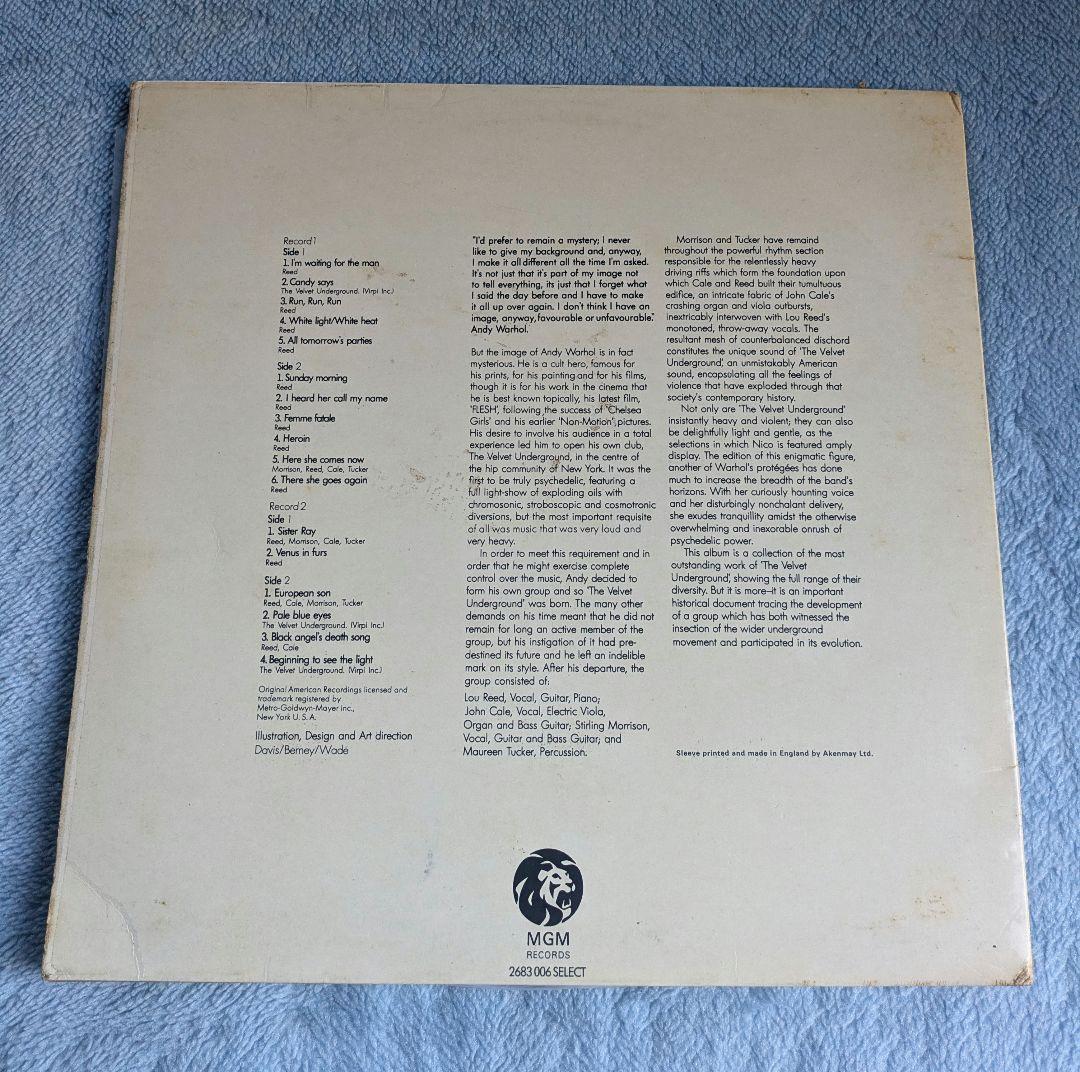 Record 1
Side 1
1. I'm waiting for the man
Reed
2. Candy says
The Velvet Underground. (Virpi Inc.)
3. Run, Run, Run
Reed
4. White light/White heat
Reed
5. All tomorrow's parties
Reed
Side 2
1. Sunday morning
Reed
2. I heard her call my name
Reed
3. Femme fatale
Reed
4. Heroin
Reed
5. Here she comes now
Morrison, Reed, Cale, Tucker
6. There she goes again
Reed
Record 2
Side 1
1. Sister Ray
Reed, Morrison, Cale, Tucker
2. Venus in furs
Reed
Side 2
1. European son
Reed, Cale, Morrison, Tucker
2. Pale blue eyes
The Velvet Underground. (Virpi Inc.)
3. Black angel's death song
Reed, Cale
4. Beginning to see the light
The Velvet Underground. (Virpi Inc.)
Original American Recordings licensed and
trademark registered by
Metro-Goldwyn-Mayer inc.,
New York U. S. A.
Illustration, Design and Art direction
Davis/Berney/Wade
"I'd prefer to remain a mystery; I never
like to give my background and, anyway,
I make it all different all the time I'm asked.
It's not just that it's part of my image not
to tell everything, its just that I forget what
I said the day before and I have to make
it all up over again. I don't think I have an
image, anyway, favourable or unfavourable."
Andy Warhol.
But the image of Andy Warhol is in fact
mysterious. He is a cult hero, famous for
his prints, for his painting and for his films,
though it is for his work in the cinema that
he is best known topically, his latest film,
'FLESH', following the success of 'Chelsea
Girls' and his earlier 'Non-Motion', pictures.
His desire to involve his audience in a total
experience led him to open his own club,
The Velvet Underground, in the centre of
the hip community of New York. It was the
first to be truly psychedelic, featuring a
full light-show of exploding oils with
chromosonic, stroboscopic and cosmotronic
diversions, but the most important requisite
of all was music that was very loud and
very heavy.
In order to meet this requirement and in
order that he might exercise complete
control over the music, Andy decided to
form his own group and so 'The Velvet
Underground' was born. The many other
demands on his time meant that he did not
remain for long an active member of the
group, but his instigation of it had pre-
destined its future and he left an indelible
mark on its style. After his departure, the
group consisted of:
Lou Reed, Vocal, Guitar, Piano;
John Cale, Vocal, Electric Viola,
Organ and Bass Guitar; Stirling Morrison,
Vocal, Guitar and Bass Guitar; and
Maureen Tucker, Percussion.
Morrison and Tucker have remaind
throughout the powerful rhythm section
responsible for the relentlessly heavy
driving riffs which form the foundation upon
which Cale and Reed built their tumultuous
edifice, an intricate fabric of John Cale's
crashing organ and viola outbursts,
inextricably interwoven with Lou Reed's
monotoned, throw-away vocals. The
resultant mesh of counterbalanced dischord
constitutes the unique sound of 'The Velvet
Underground', an unmistakably American
sound, encapsulating all the feelings of
violence that have exploded through that
society's contemporary history.
Not only are 'The Velvet Underground'
insistantly heavy and violent; they can also
be delightfully light and gentle, as the
selections in which Nico is featured amply
display. The edition of this enigmatic figure,
another of Warhol's protégées has done
much to increase the breadth of the band's
horizons. With her curiously haunting voice
and her disturbingly nonchalant delivery,
she exudes tranquillity amidst the otherwise
overwhelming and inexorable onrush of
psychedelic power.
This album is a collection of the most
outstanding work of 'The Velvet
Underground', showing the full range of their
diversity. But it is more—it is an important
historical document tracing the development
of a group which has both witnessed the
insection of the wider underground
movement and participated in its evolution.
Sleeve printed and made in England by Akenmay Ltd.
MGM
RECORDS
2683 006 SELECT